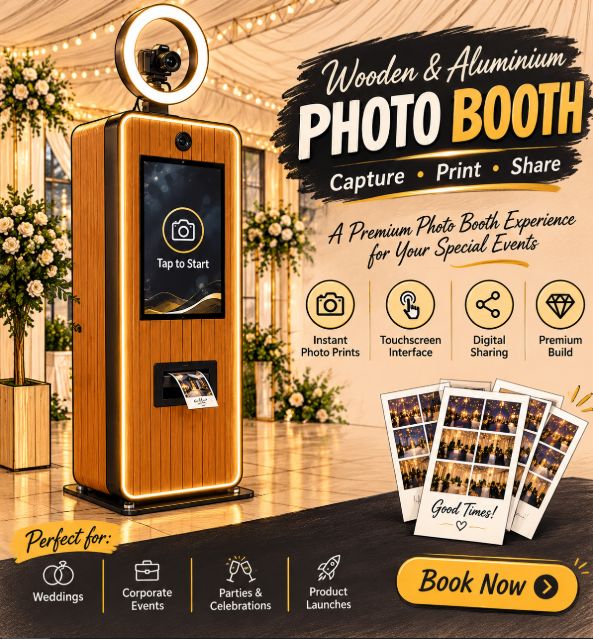 Wooden & Aluminium
PHOTO BOOTH
Capture • Print • Share
A Premium Photo Booth Experience
for Your Special Events
Tap to Start
Instant
Photo Prints
Touchscreen
Interface
Digital
Sharing
Premium
Build
Good Times!
Perfect for:
Weddings
Corporate
Events
Parties &
Celebrations
Product
Launches
Book Now